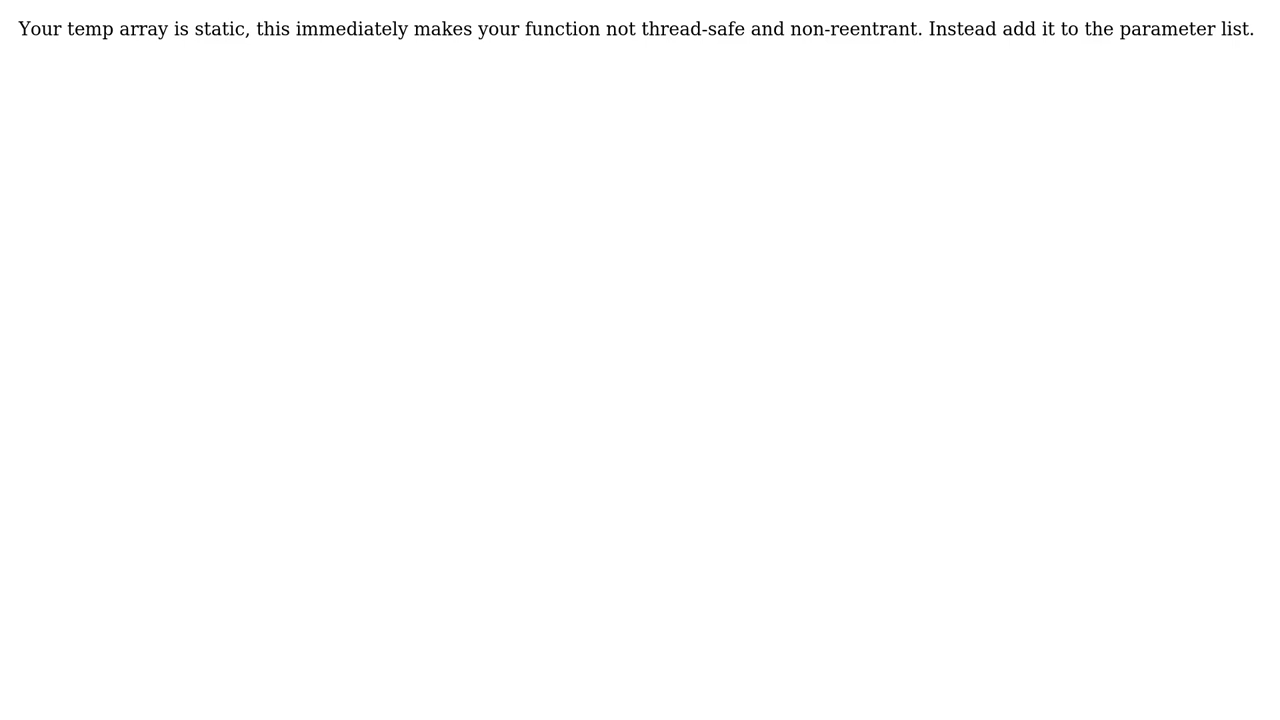 Your temp array is static, this immediately makes your function not thread-safe and non-reentrant. Instead add it to the parameter list.